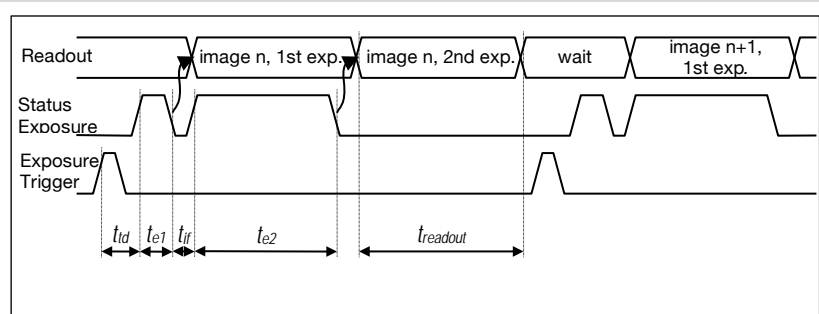 Readout
image n, 1st exp.
image n, 2nd exp.
wait
image n+1,
1st exp.
Status
Exposure
Exposure
Trigger
ttd
te1
tif
te2
treadout